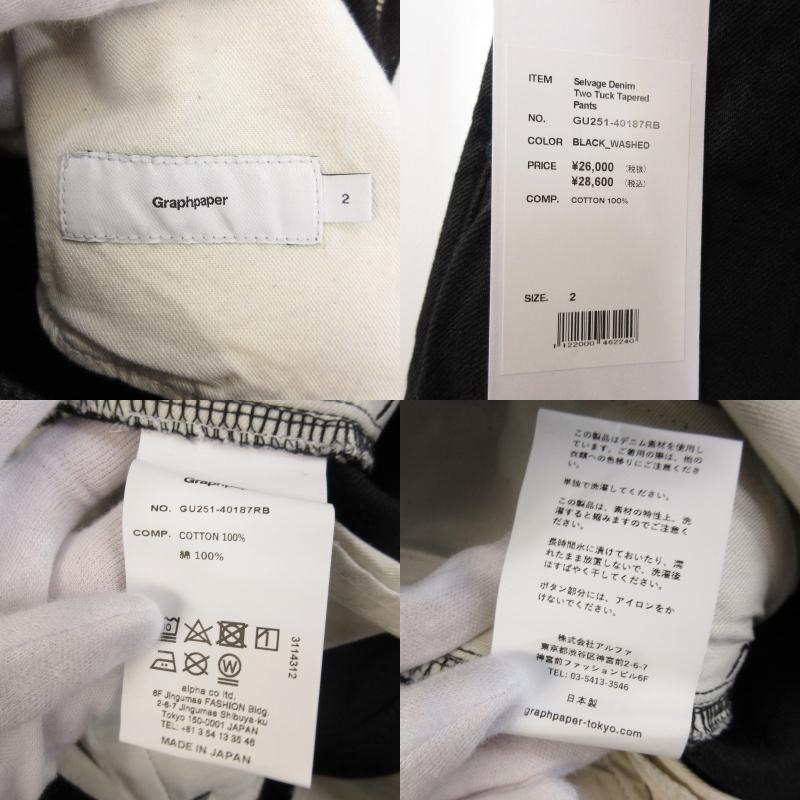 Graphpaper
2
ITEM Selvage Denim
Two Tuck Tapered
Pants
NO. GU251-40187RB
COLOR BLACK_WASHED
PRICE ¥26,000 (税抜)
¥28,600 (税込)
COMP. COTTON 100%
SIZE. 2
1 122000 462240
NO. GU251-40187RB
COMP. COTTON 100%
綿 100%
W
3114312
alpha co ltd.
6F Jingumae FASHION Bldg.
2-6-7 Jingumae Shibuya-ku
Tokyo 150-0001 JAPAN
TEL: +81 3 54 13 35 46
MADE IN JAPAN
この製品はデニム素材を使用し
ています。ご着用の際は、他の
衣類への色移りにご注意くださ
い。
単独で洗濯してください。
この製品は、素材の特性上、洗
濯すると縮みますのでご注意く
ださい。
長時間水に漬けておいたり、濡
れたまま放置しないで、洗濯後
はすばやく干してください。
ボタン部分には、アイロンをか
けないでください。
株式会社アルファ
東京都渋谷区神宮前2-6-7
神宮前ファッションビル6F
TEL: 03-5413-3546
日本製
graphpaper-tokyo.com